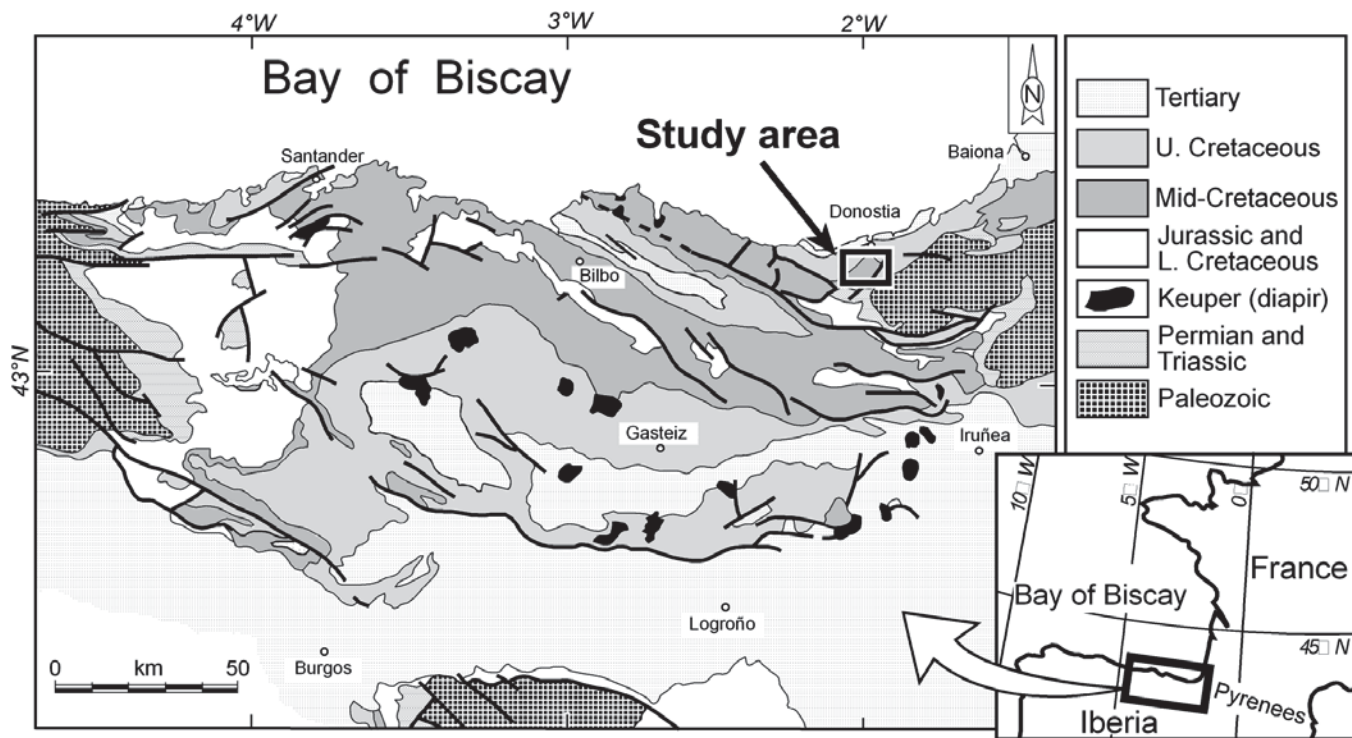 4°W
3°W
2°W
Bay of Biscay
N
Study area
Santander
Baiona
Donostia
Bilbo
43°N
Gasteiz
Iruñea
Logroño
Burgos
0 km 50
Tertiary
U. Cretaceous
Mid-Cretaceous
Jurassic and
L. Cretaceous
Keuper (diapir)
Permian and
Triassic
Paleozoic
10□ W
5□ W
0□
50□ N
France
Bay of Biscay
45□ N
Pyrenees
Iberia